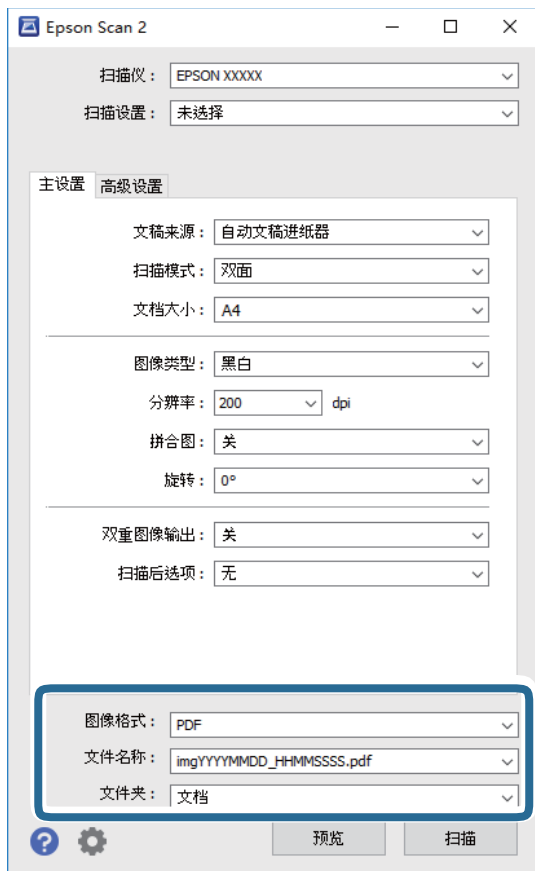 Epson Scan 2
扫描仪： EPSON XXXXX
扫描设置： 未选择
主设置 高级设置
文稿来源： 自动文稿进纸器
扫描模式： 双面
文档大小： A4
图像类型： 黑白
分辨率： 200 dpi
拼合图： 关
旋转： 0°
双重图像输出： 关
扫描后选项： 无
图像格式： PDF
文件名称： imgYYYYMMDD_HHMMSSSS.pdf
文件夹： 文档
? 预览 扫描